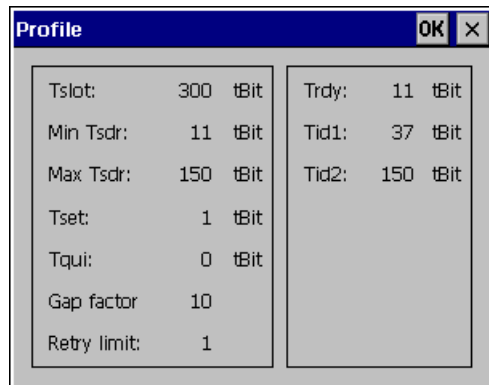 Profile OK ×
Tslot: 300 tBit
Min Tsdr: 11 tBit
Max Tsdr: 150 tBit
Tset: 1 tBit
Tqui: 0 tBit
Gap factor 10
Retry limit: 1
Trdy: 11 tBit
Tid1: 37 tBit
Tid2: 150 tBit